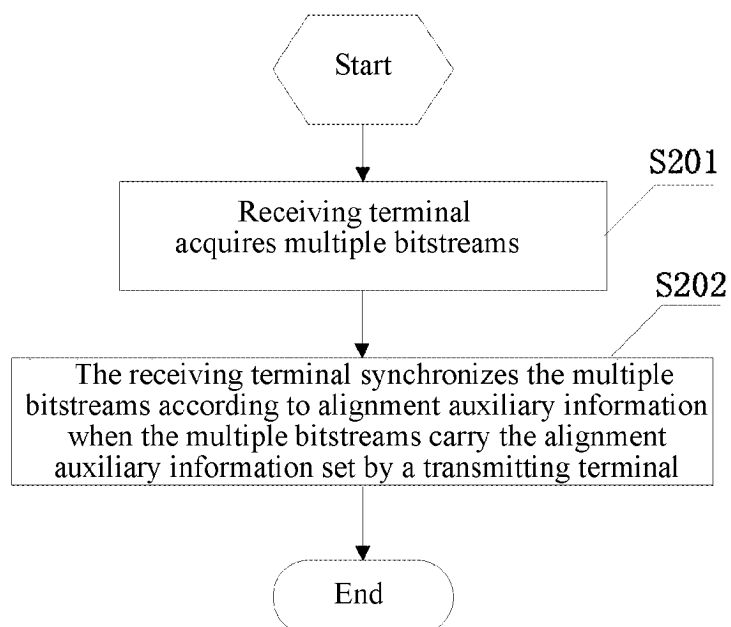 Start
S201
Receiving terminal
acquires multiple bitstreams
S202
The receiving terminal synchronizes the multiple
bitstreams according to alignment auxiliary information
when the multiple bitstreams carry the alignment
auxiliary information set by a transmitting terminal
End